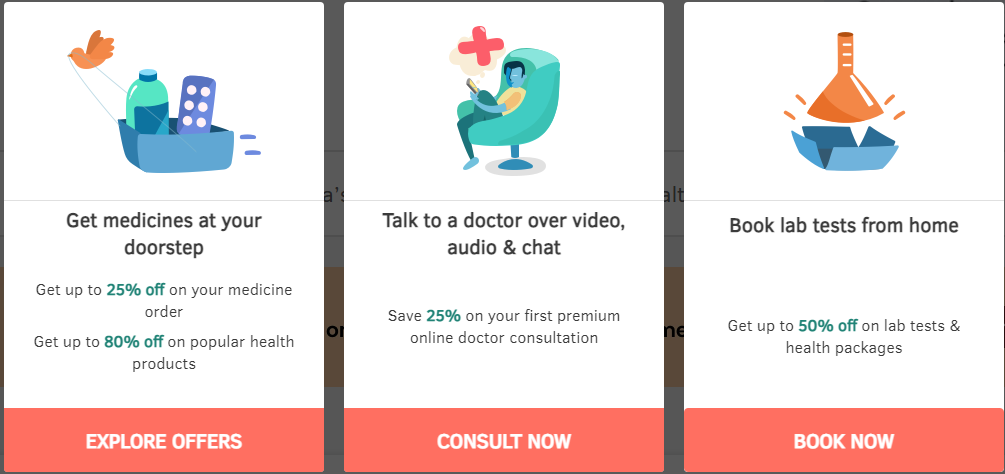 Get medicines at your
doorstep
Get up to 25% off on your medicine
order
Get up to 80% off on popular health
products
EXPLORE OFFERS
Talk to a doctor over video,
audio & chat
Save 25% on your first premium
online doctor consultation
CONSULT NOW
Book lab tests from home
Get up to 50% off on lab tests &
health packages
BOOK NOW